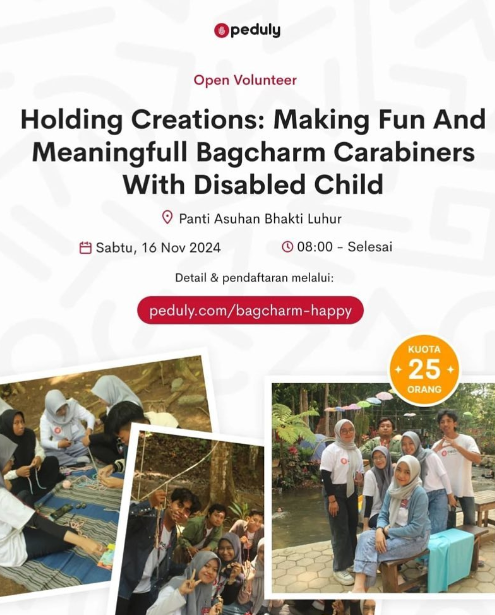 peduly
Open Volunteer
Holding Creations: Making Fun And
Meaningfull Bagcharm Carabiners
With Disabled Child
Panti Asuhan Bhakti Luhur
Sabtu, 16 Nov 2024
08:00 - Selesai
Detail & pendaftaran melalui:
peduly.com/bagcharm-happy
KUOTA
25
ORANG